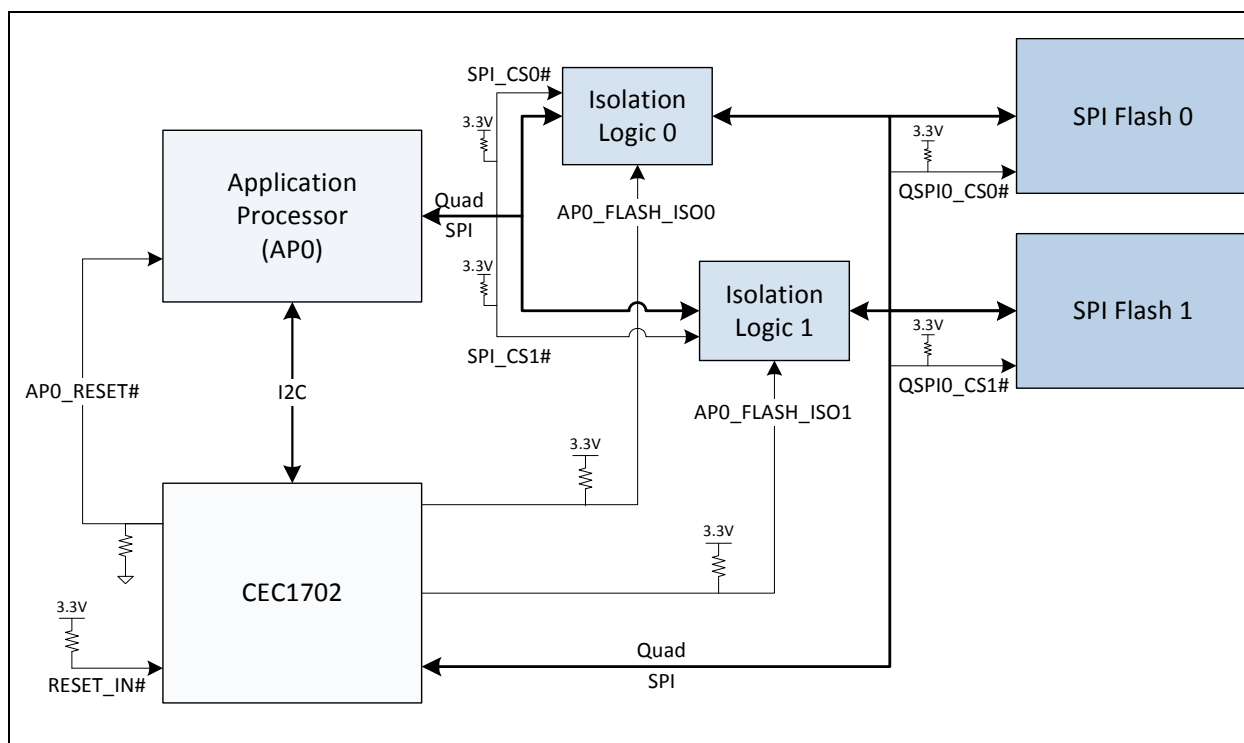 SPI_CS0#
Isolation
Logic 0
SPI Flash 0
3.3V
3.3V
Application
Processor
(AP0)
Quad
SPI
AP0_FLASH_ISO0
QSPI0_CS0#
3.3V
Isolation
Logic 1
SPI Flash 1
3.3V
SPI_CS1#
AP0_RESET#
I2C
AP0_FLASH_ISO1
QSPI0_CS1#
3.3V
3.3V
CEC1702
3.3V
RESET_IN#
Quad
SPI